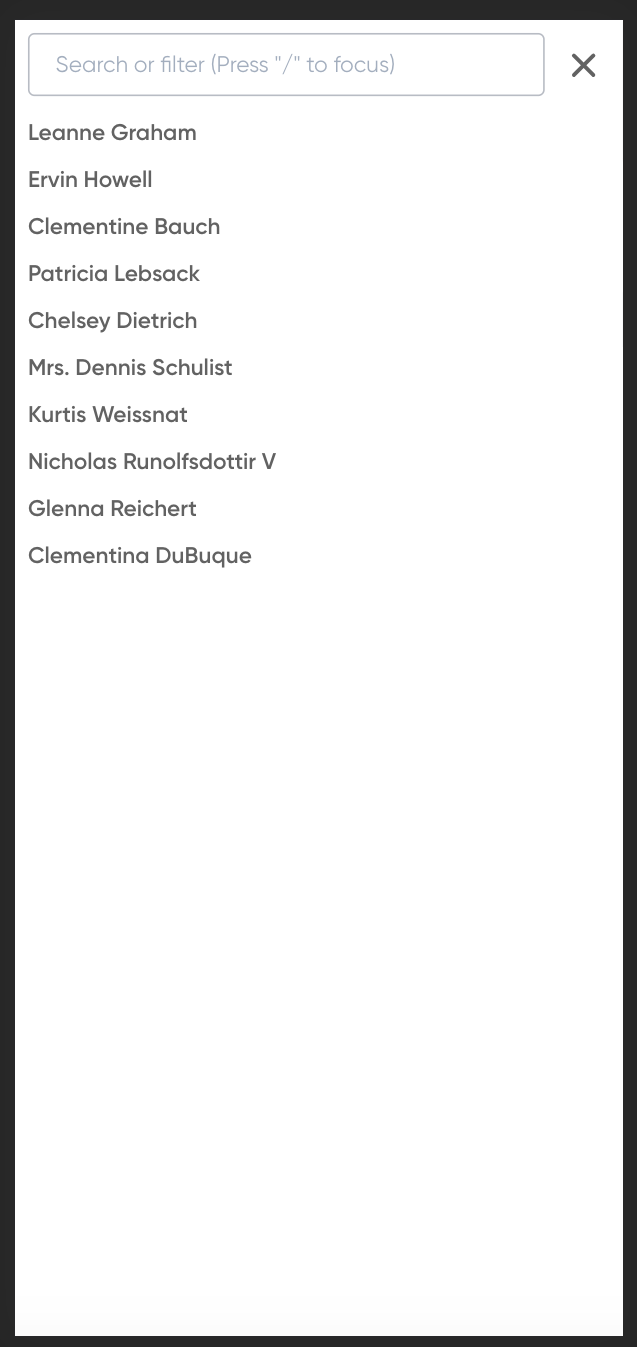 Search or filter (Press "/" to focus)
Leanne Graham
Ervin Howell
Clementine Bauch
Patricia Lebsack
Chelsey Dietrich
Mrs. Dennis Schulist
Kurtis Weissnat
Nicholas Runolfsdottir V
Glenna Reichert
Clementina DuBuque